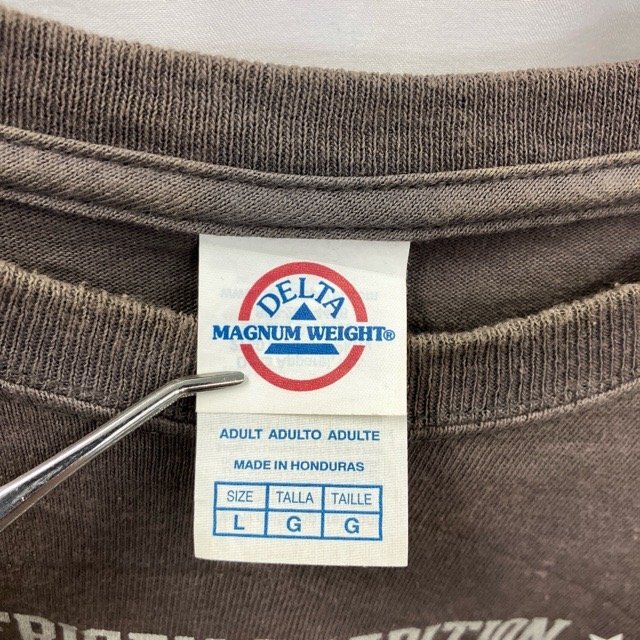 DELTA
MAGNUM WEIGHT®
ADULT ADULTO ADULTE
MADE IN HONDURAS
SIZE TALLA TAILLE
L G G